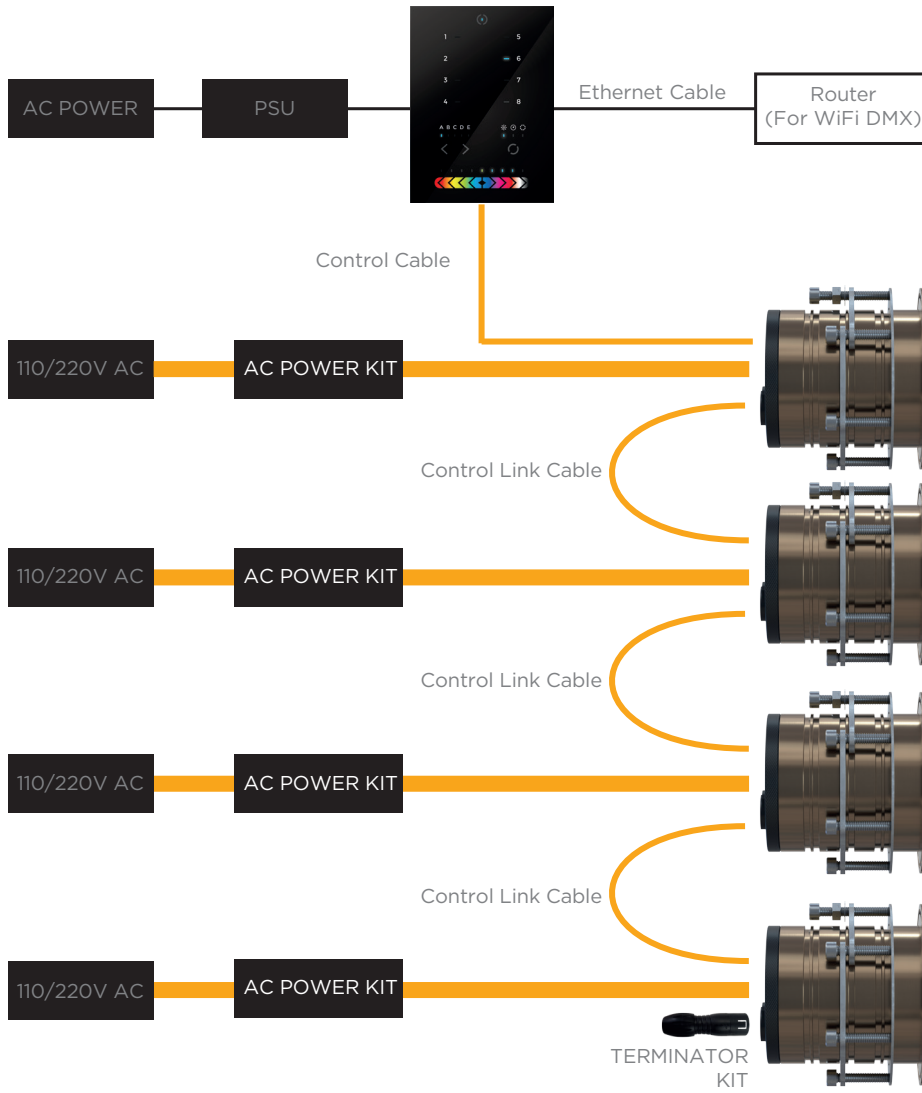 1
5
2
6
3
7
4
8
A B C D E
AC POWER
PSU
Ethernet Cable
Router
(For WiFi DMX)
Control Cable
110/220V AC
AC POWER KIT
Control Link Cable
110/220V AC
AC POWER KIT
Control Link Cable
110/220V AC
AC POWER KIT
Control Link Cable
110/220V AC
AC POWER KIT
TERMINATOR
KIT